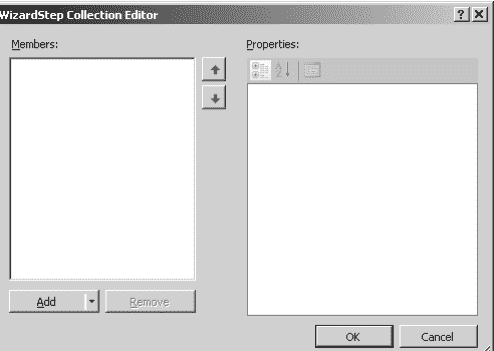 WizardStep Collection Editor
Members:
Properties:
Add
Remove
OK
Cancel